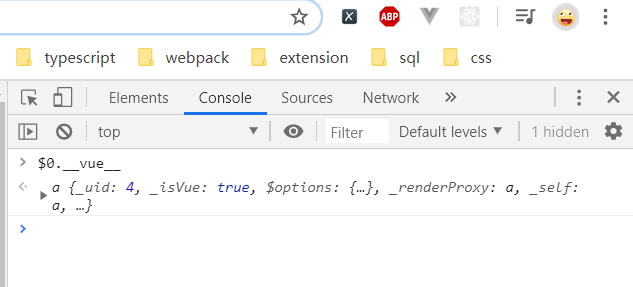 ABP
typescript webpack extension sql css
Elements Console Sources Network
top Filter Default levels 1 hidden
$0.__vue__
a {_uid: 4, _isVue: true, $options: {…}, _renderProxy: a, _self:
a, …}